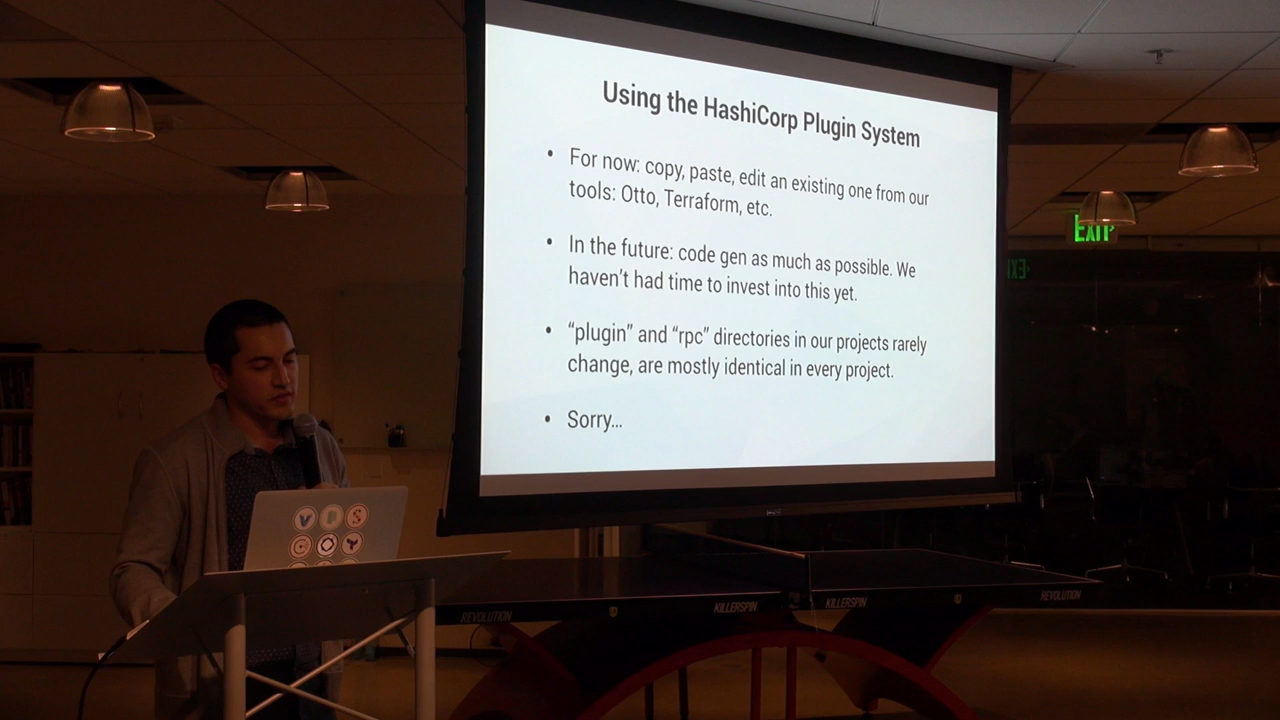 Using the HashiCorp Plugin System
• For now: copy, paste, edit an existing one from our
tools: Otto, Terraform, etc.
• In the future: code gen as much as possible. We
haven’t had time to invest into this yet.
• “plugin” and “rpc” directories in our projects rarely
change, are mostly identical in every project.
• Sorry...
EXIT
EXIT
V
S
REVOLUTION
KILLERSPIN
KILLERSPIN
REVOLUTION